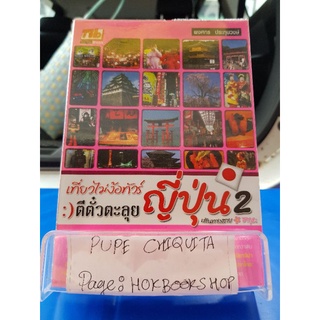 เที่ยวไม่ง้อทัวร์
:) ตีตั๋วตะลุย ญี่ปุ่น 2
PUPE CHIQUITA
Page: HOKBOOKSHOP